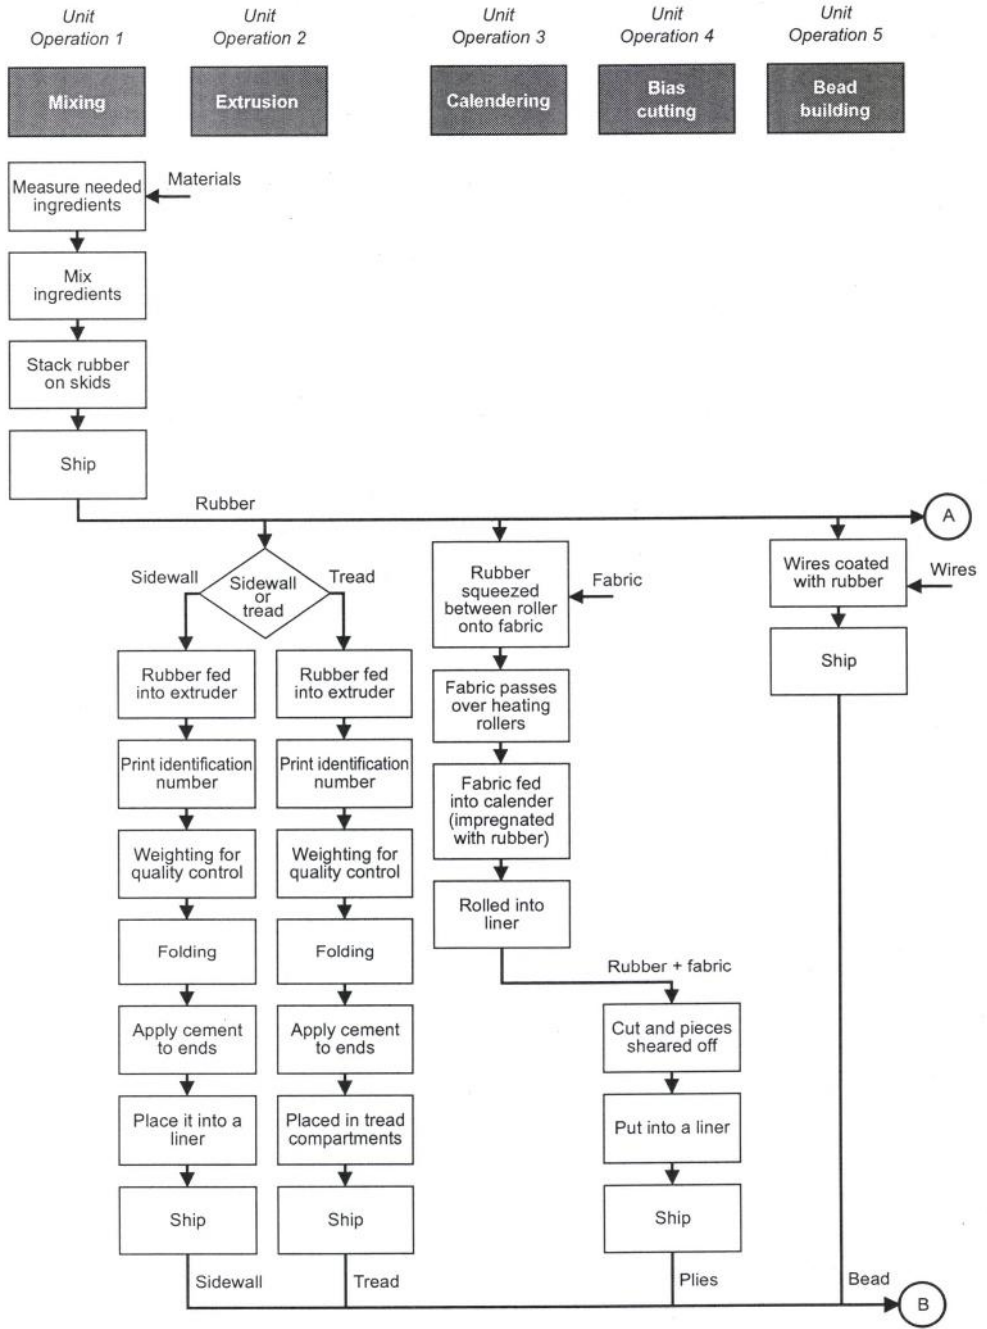 Unit
Operation 1
Unit
Operation 2
Unit
Operation 3
Unit
Operation 4
Unit
Operation 5
Mixing
Extrusion
Calendering
Bias
cutting
Bead
building
Measure needed
ingredients
Materials
Mix
ingredients
Stack rubber
on skids
Ship
Rubber
A
Sidewall
Sidewall
or
tread
Tread
Rubber fed
into extruder
Print identification
number
Weighting for
quality control
Folding
Apply cement
to ends
Place it into a
liner
Ship
Sidewall
Rubber fed
into extruder
Print identification
number
Weighting for
quality control
Folding
Apply cement
to ends
Placed in tread
compartments
Ship
Tread
Rubber
squeezed
between roller
onto fabric
Fabric
Fabric passes
over heating
rollers
Fabric fed
into calender
(impregnated
with rubber)
Rolled into
liner
Rubber + fabric
Cut and pieces
sheared off
Put into a liner
Ship
Plies
Wires coated
with rubber
Wires
Ship
Bead
B